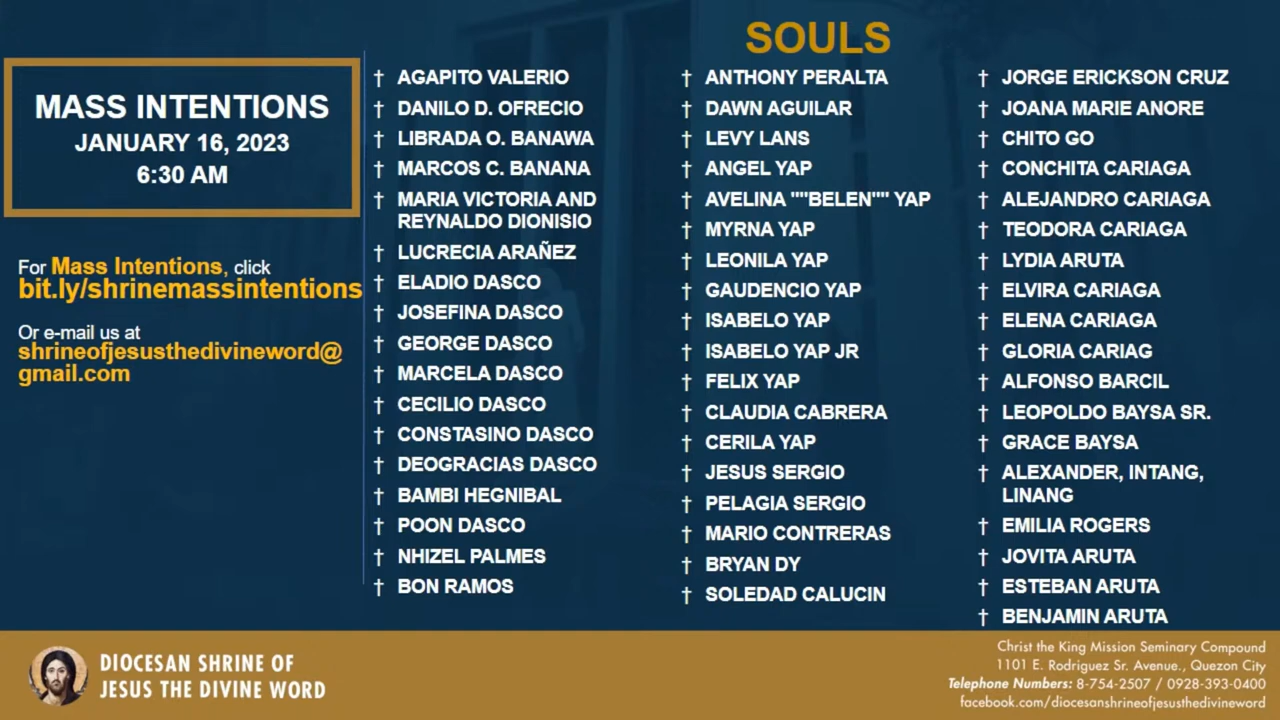 SOULS
MASS INTENTIONS
JANUARY 16, 2023
6:30 AM
For Mass Intentions, click
bit.ly/shrinemassintentions
Or e-mail us at
shrineofjesusthedivineword@
gmail.com
† AGAPITO VALERIO
† DANILO D. OFRECIO
† LIBRADA O. BANAWA
† MARCOS C. BANANA
† MARIA VICTORIA AND
REYNALDO DIONISIO
† LUCRECIA ARAÑEZ
† ELADIO DASCO
† JOSEFINA DASCO
† GEORGE DASCO
† MARCELA DASCO
† CECILIO DASCO
† CONSTASINO DASCO
† DEOGRACIAS DASCO
† BAMBI HEGNIBAL
† POON DASCO
† NHIZEL PALMES
† BON RAMOS
† ANTHONY PERALTA
† DAWN AGUILAR
† LEVY LANS
† ANGEL YAP
† AVELINA ""BELEN"" YAP
† MYRNA YAP
† LEONILA YAP
† GAUDENCIO YAP
† ISABELO YAP
† ISABELO YAP JR
† FELIX YAP
† CLAUDIA CABRERA
† CERILA YAP
† JESUS SERGIO
† PELAGIA SERGIO
† MARIO CONTRERAS
† BRYAN DY
† SOLEDAD CALUCIN
† JORGE ERICKSON CRUZ
† JOANA MARIE ANORE
† CHITO GO
† CONCHITA CARIAGA
† ALEJANDRO CARIAGA
† TEODORA CARIAGA
† LYDIA ARUTA
† ELVIRA CARIAGA
† ELENA CARIAGA
† GLORIA CARIAG
† ALFONSO BARCIL
† LEOPOLDO BAYSA SR.
† GRACE BAYSA
† ALEXANDER, INTANG,
LINANG
† EMILIA ROGERS
† JOVITA ARUTA
† ESTEBAN ARUTA
† BENJAMIN ARUTA
DIOCESAN SHRINE OF
JESUS THE DIVINE WORD
Christ the King Mission Seminary Compound
1101 E. Rodriguez Sr. Avenue., Quezon City
Telephone Numbers: 8-754-2507 / 0928-393-0400
facebook.com/diocesanshrineofjesusthedivineword